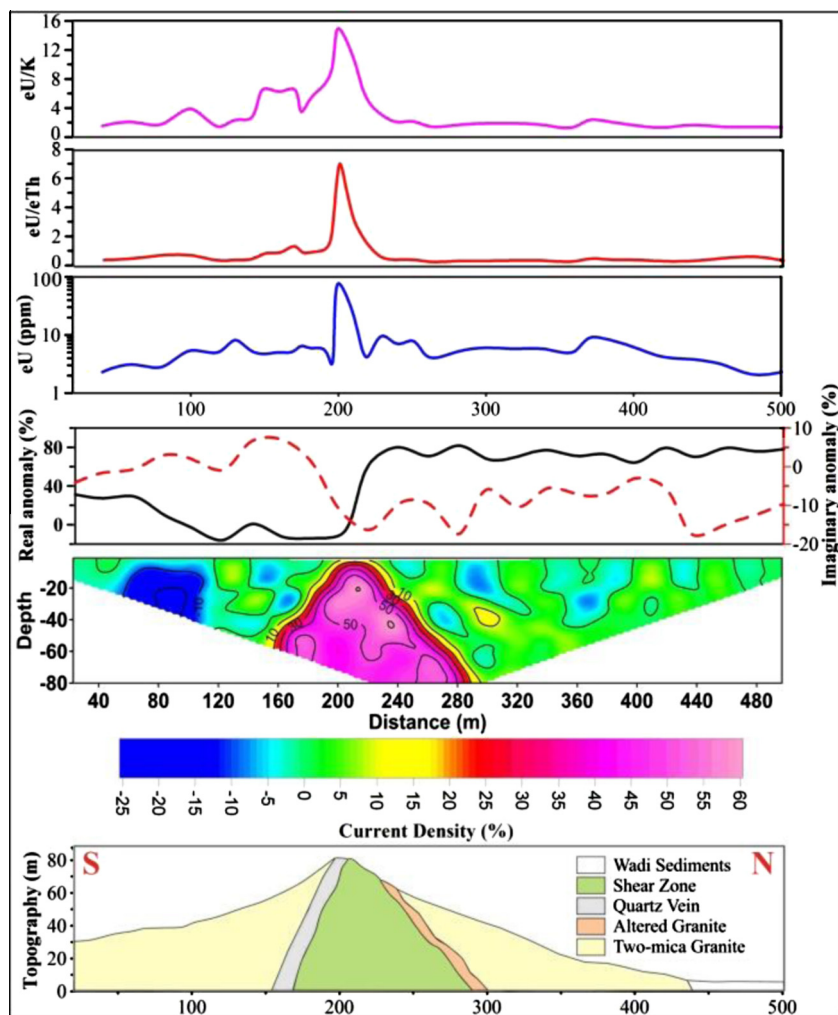 eU/K
16
12
8
4
0
eU/eTh
8
6
4
2
0
eU (ppm)
100
10
1
100
200
300
400
500
Real anomaly (%)
80
40
0
Imaginary anomaly (%)
10
0
-10
-20
Depth
-20
-40
-60
-80
0
10
30
10
30
50
50
10
40 80 120 160 200 240 280 320 360 400 440 480
Distance (m)
-25 -20 -15 -10 -5 0 5 10 15 20 25 30 35 40 45 50 55 60
Current Density (%)
Topography (m)
80
60
40
20
0
S
N
Wadi Sediments
Shear Zone
Quartz Vein
Altered Granite
Two-mica Granite
100 200 300 400 500